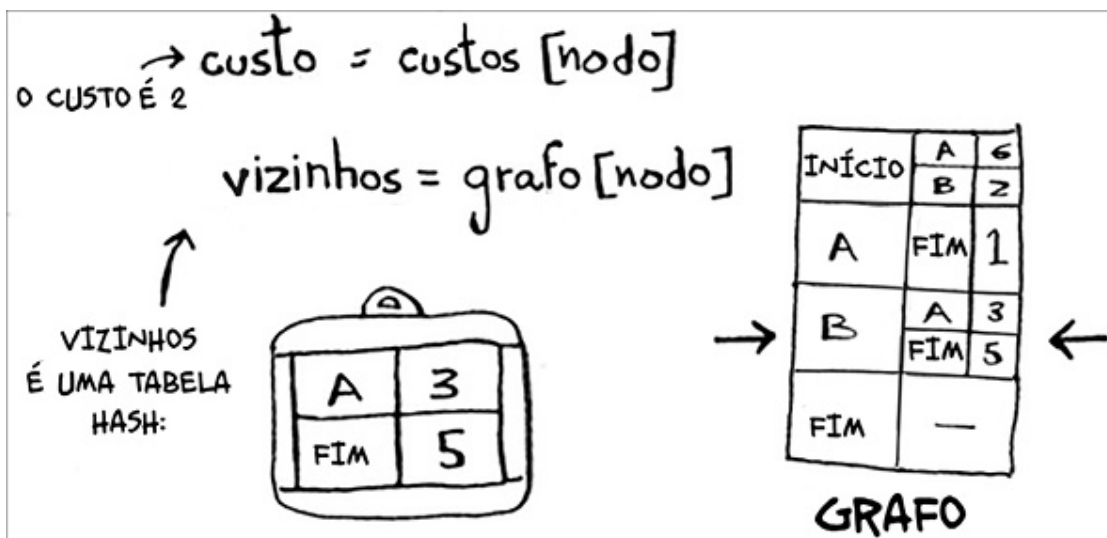 custo = custos [nodo]
O CUSTO É 2
vizinhos = grafo [nodo]
VIZINHOS
É UMA TABELA
HASH:
A 3
FIM 5
INÍCIO A 6
B 2
A FIM 1
B A 3
FIM 5
FIM —
GRAFO